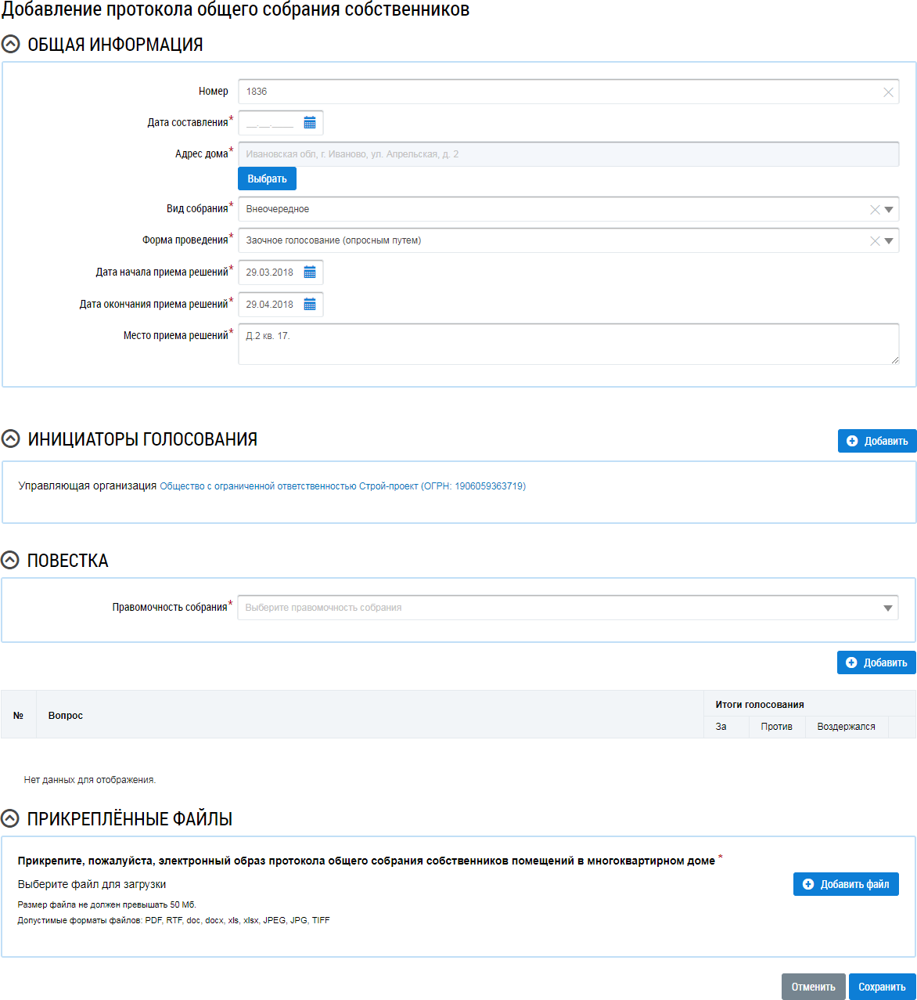 Добавление протокола общего собрания собственников
ОБЩАЯ ИНФОРМАЦИЯ
Номер 1836
Дата составления* __.__.____
Адрес дома* Ивановская обл, г. Иваново, ул. Апрельская, д. 2
Выбрать
Вид собрания* Внеочередное
Форма проведения* Заочное голосование (опросным путем)
Дата начала приема решений* 29.03.2018
Дата окончания приема решений* 29.04.2018
Место приема решений* Д.2 кв. 17.
ИНИЦИАТОРЫ ГОЛОСОВАНИЯ Добавить
Управляющая организация Общество с ограниченной ответственностью Строй-проект (ОГРН: 1906059363719)
ПОВЕСТКА
Правомочность собрания* Выберите правомочность собрания
Добавить
№ Вопрос Итоги голосования
За Против Воздержался
Нет данных для отображения.
ПРИКРЕПЛЁННЫЕ ФАЙЛЫ
Прикрепите, пожалуйста, электронный образ протокола общего собрания собственников помещений в многоквартирном доме *
Выберите файл для загрузки Добавить файл
Размер файла не должен превышать 50 Мб.
Допустимые форматы файлов: PDF, RTF, doc, docx, xls, xlsx, JPEG, JPG, TIFF
Отменить Сохранить